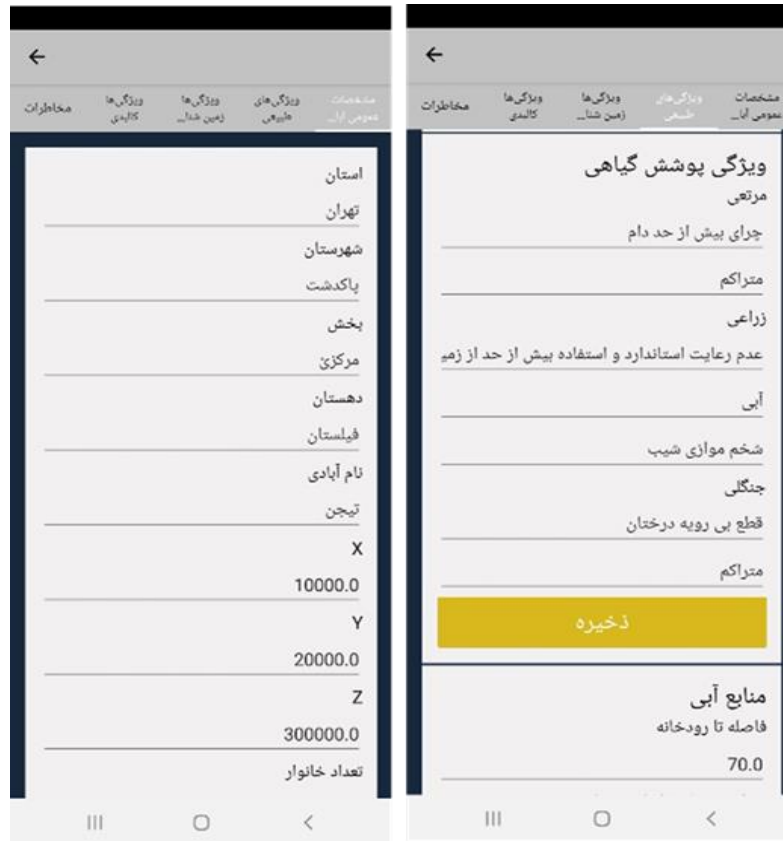 مشخصات
عمومی آبا...
ویژگی‌های
طبیعی
ویژگی‌ها
زمین شنا...
ویژگی‌ها
کالبدی
مخاطرات
استان
تهران
شهرستان
پاکدشت
بخش
مرکزئ
دهستان
فیلستان
نام آبادی
تیجن
X
10000.0
Y
20000.0
Z
300000.0
تعداد خانوار
مشخصات
عمومی آبا...
ویژگی‌های
طبیعی
ویژگی‌ها
زمین شنا...
ویژگی‌ها
کالبدی
مخاطرات
ویژگی پوشش گیاهی
مرتعی
چرای بیش از حد دام
متراکم
زراعی
عدم رعایت استاندارد و استفاده بیش از حد از زمی
آبی
شخم موازی شیب
جنگلی
قطع بی رویه درختان
متراکم
ذخیره
منابع آبی
فاصله تا رودخانه
70.0